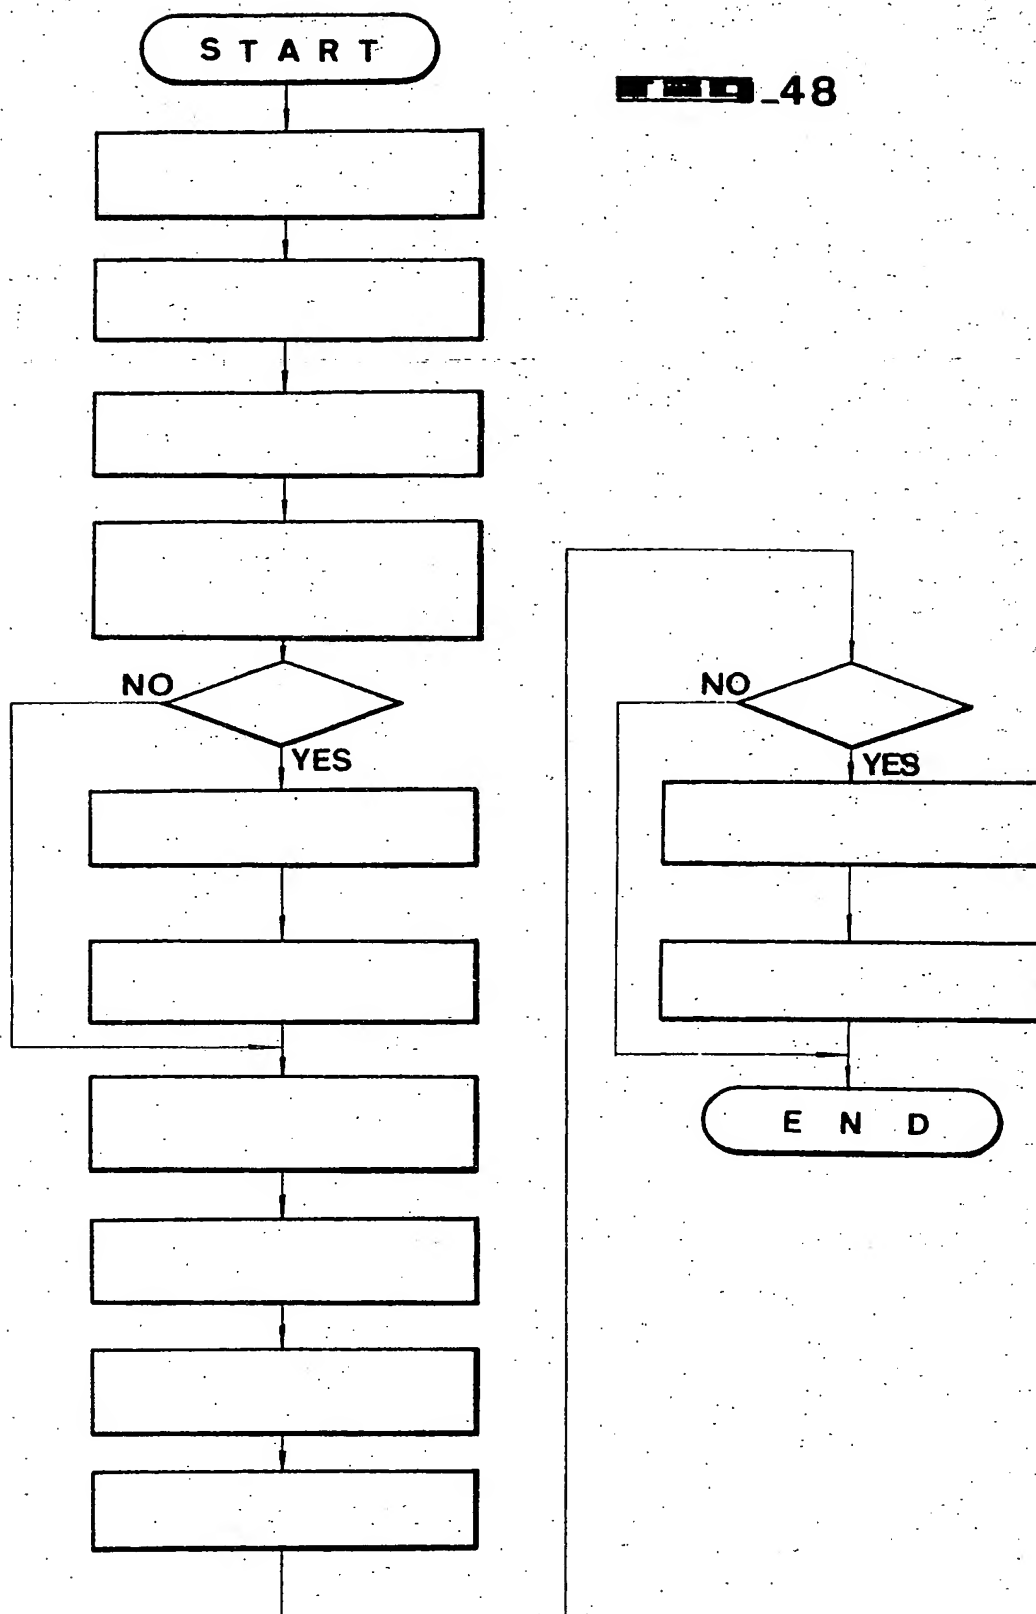 START
_48
NO
YES
NO
YES
END